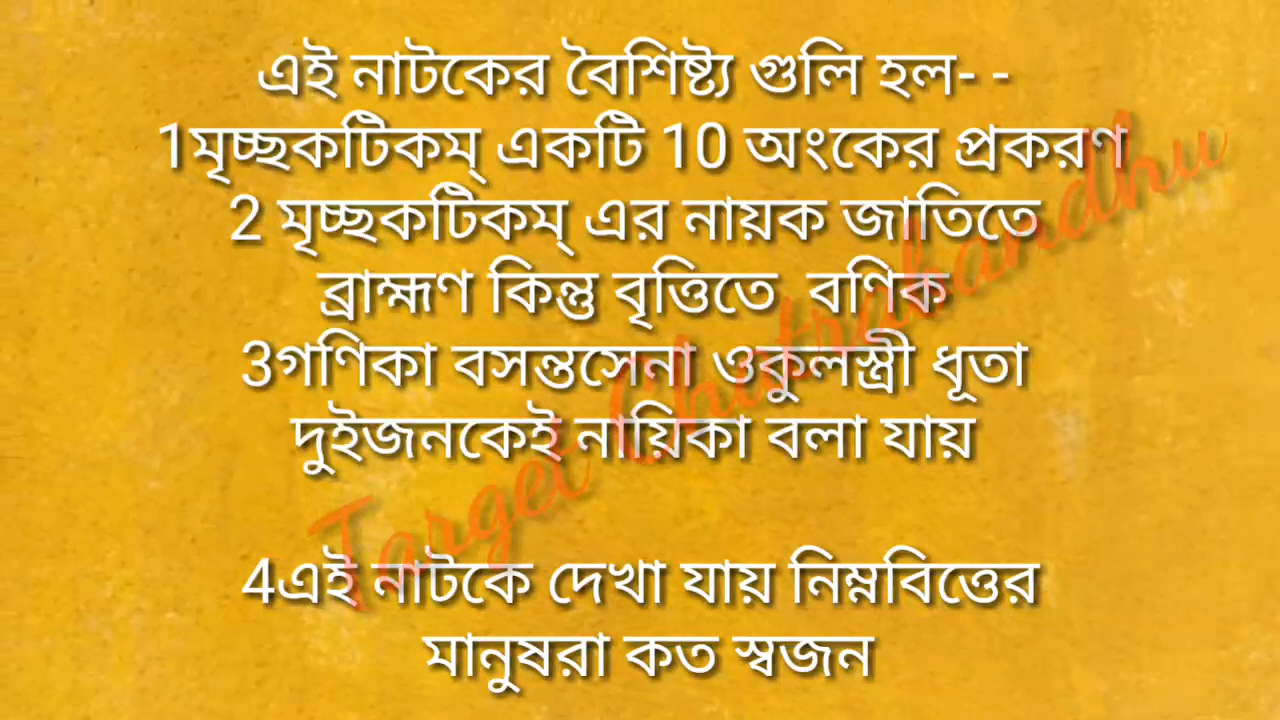 এই নাটকের বৈশিষ্ট্য গুলি হল- -
1মৃচ্ছকটিকম্ একটি 10 অংকের প্রকরণ
2 মৃচ্ছকটিকম্ এর নায়ক জাতিতে
ব্রাহ্মণ কিন্তু বৃত্তিতে বণিক
3গণিকা বসন্তসেনা ওকুলস্ত্রী ধূতা
দুইজনকেই নায়িকা বলা যায়
4এই নাটকে দেখা যায় নিম্নবিত্তের
মানুষরা কত স্বজন
Target Chatrabandhu